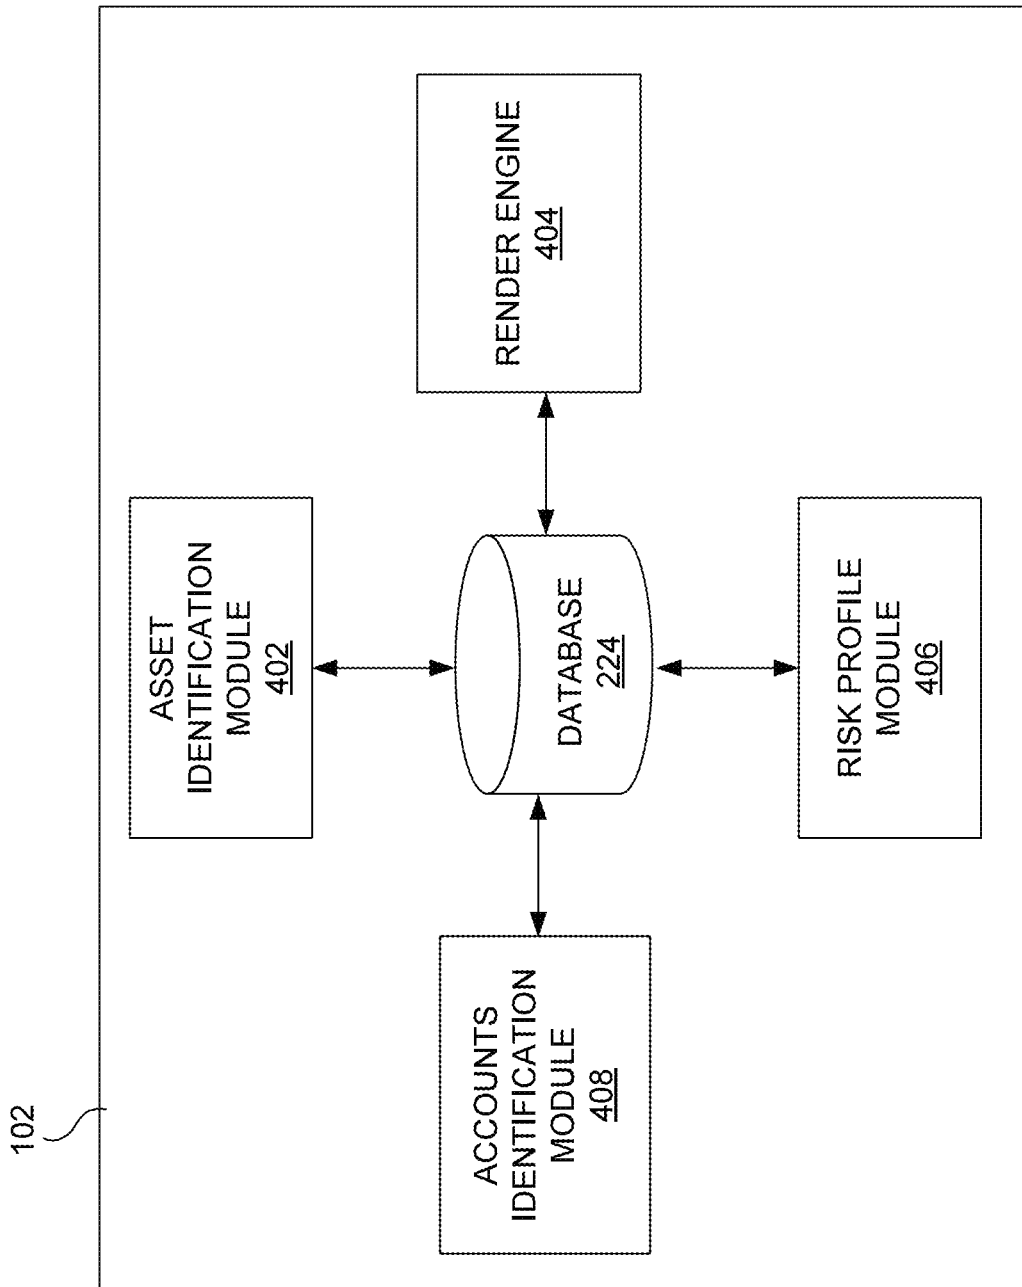 102
ASSET
IDENTIFICATION
MODULE
402
ACCOUNTS
IDENTIFICATION
MODULE
408
DATABASE
224
RENDER ENGINE
404
RISK PROFILE
MODULE
406